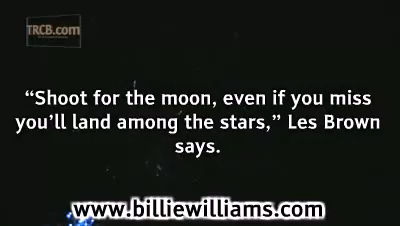 TRCB.com
“Shoot for the moon, even if you miss
you’ll land among the stars,” Les Brown
says.
www.billiewilliams.com